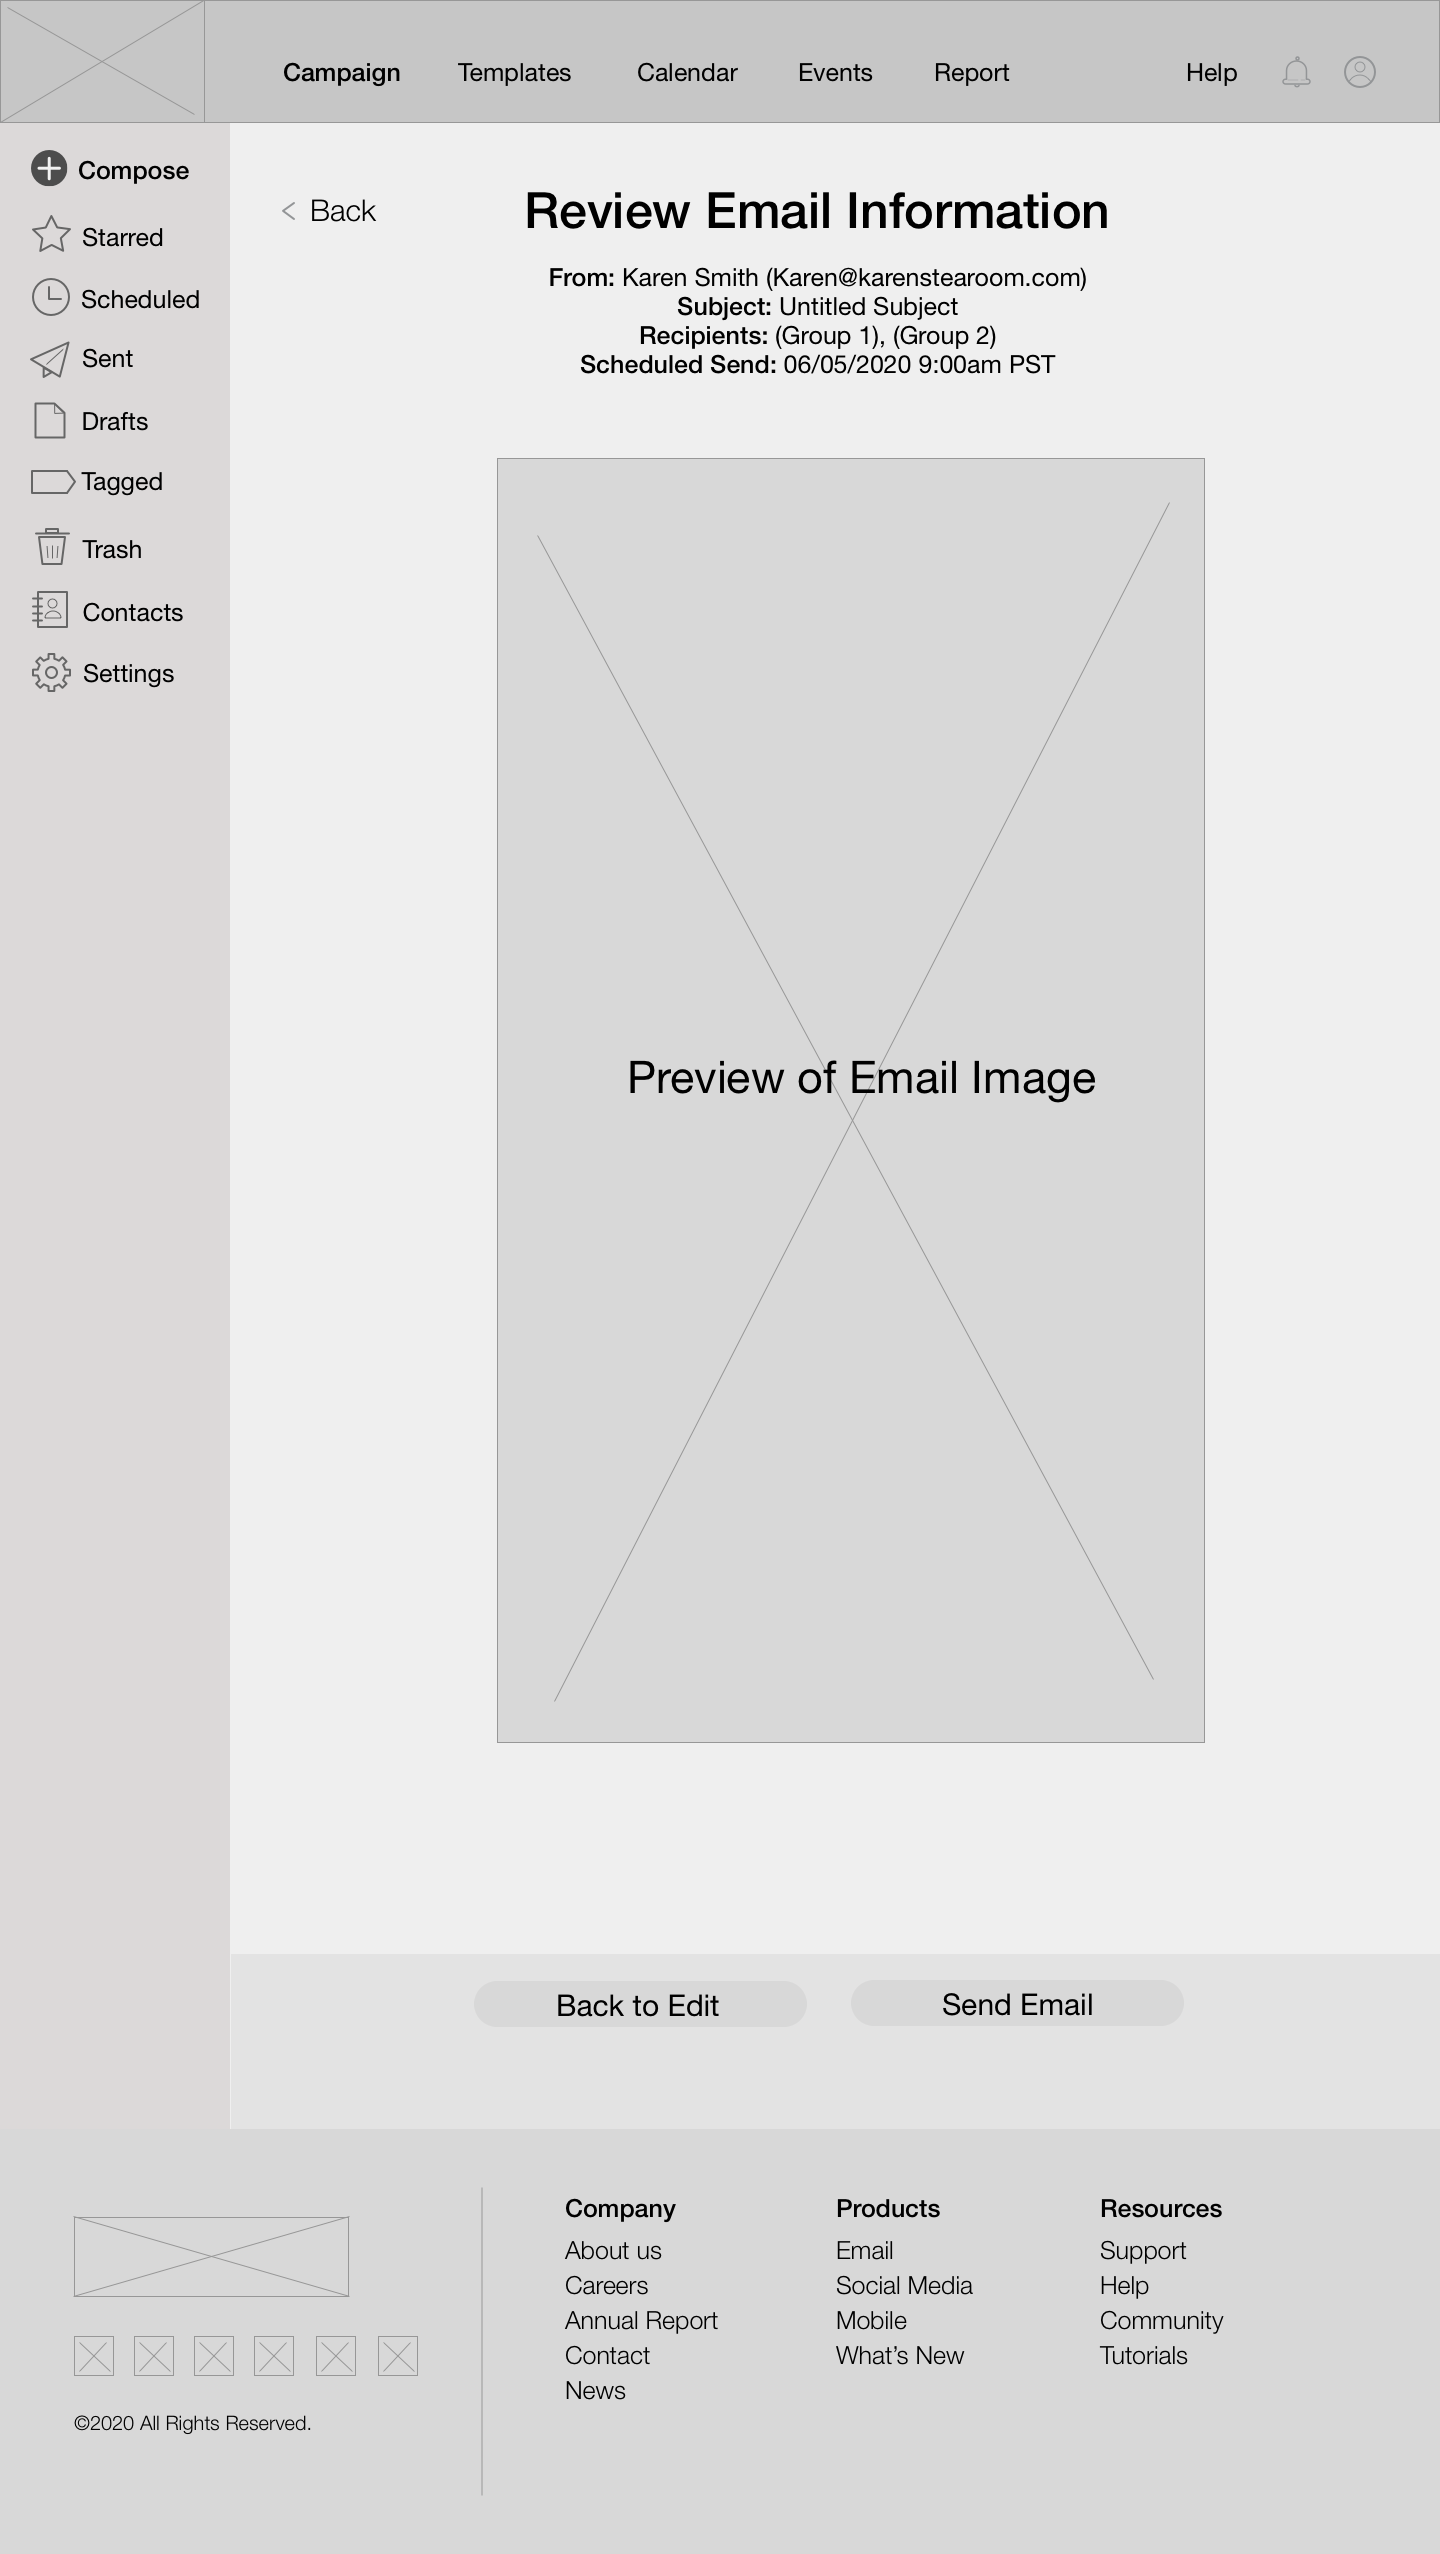 Campaign Templates Calendar Events Report Help
Compose
Starred
Scheduled
Sent
Drafts
Tagged
Trash
Contacts
Settings
< Back
Review Email Information
From: Karen Smith (Karen@karenstearoom.com)
Subject: Untitled Subject
Recipients: (Group 1), (Group 2)
Scheduled Send: 06/05/2020 9:00am PST
Preview of Email Image
Back to Edit
Send Email
©2020 All Rights Reserved.
Company
About us
Careers
Annual Report
Contact
News
Products
Email
Social Media
Mobile
What’s New
Resources
Support
Help
Community
Tutorials